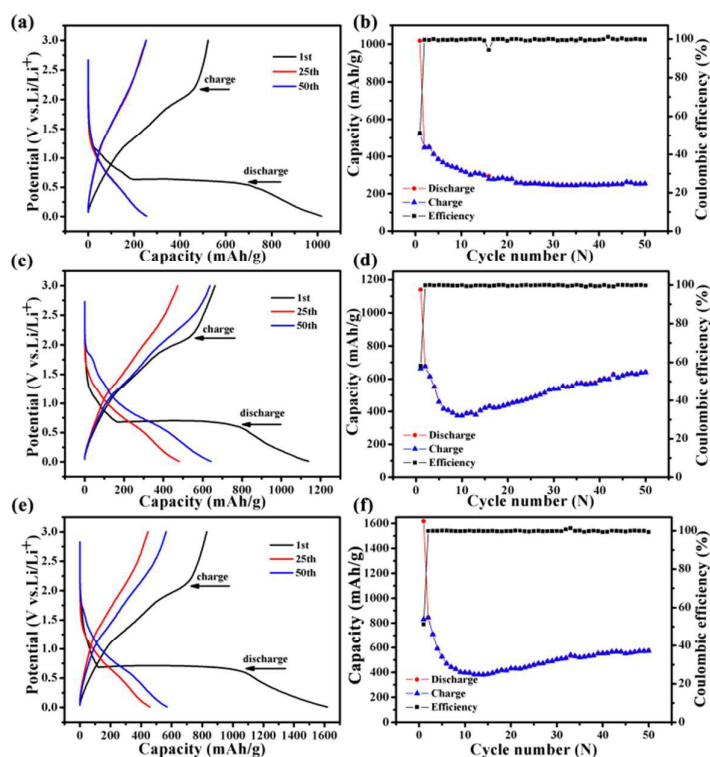 (a)
3.0
2.5
2.0
1.5
1.0
0.5
0.0
Potential (V vs.Li/Li+)
1st
25th
50th
charge
discharge
0 200 400 600 800 1000
Capacity (mAh/g)
(b)
1000
800
600
400
200
0
Capacity (mAh/g)
Discharge
Charge
Efficiency
100
80
60
40
20
0
Coulombic efficiency (%)
0 10 20 30 40 50
Cycle number (N)
(c)
3.0
2.5
2.0
1.5
1.0
0.5
0.0
Potential (V vs.Li/Li+)
1st
25th
50th
charge
discharge
0 200 400 600 800 1000 1200
Capacity (mAh/g)
(d)
1200
1000
800
600
400
200
0
Capacity (mAh/g)
Discharge
Charge
Efficiency
100
80
60
40
20
0
Coulombic efficiency (%)
0 10 20 30 40 50
Cycle number (N)
(e)
3.0
2.5
2.0
1.5
1.0
0.5
0.0
Potential (V vs.Li/Li+)
1st
25th
50th
charge
discharge
0 200 400 600 800 1000 1200 1400 1600
Capacity (mAh/g)
(f)
1600
1400
1200
1000
800
600
400
200
0
Capacity (mAh/g)
Discharge
Charge
Efficiency
100
80
60
40
20
0
Coulombic efficiency (%)
0 10 20 30 40 50
Cycle number (N)